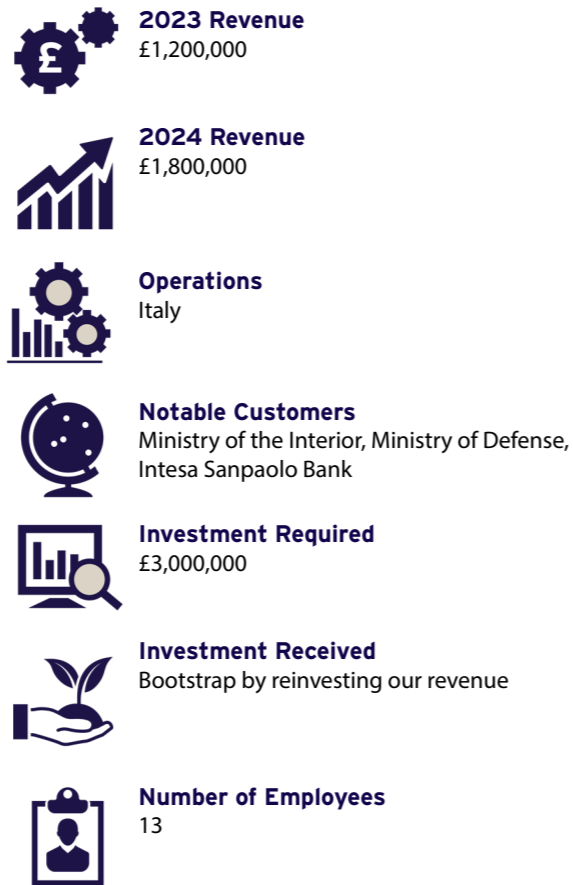 £
2023 Revenue
£1,200,000
2024 Revenue
£1,800,000
Operations
Italy
Notable Customers
Ministry of the Interior, Ministry of Defense,
Intesa Sanpaolo Bank
Investment Required
£3,000,000
Investment Received
Bootstrap by reinvesting our revenue
Number of Employees
13